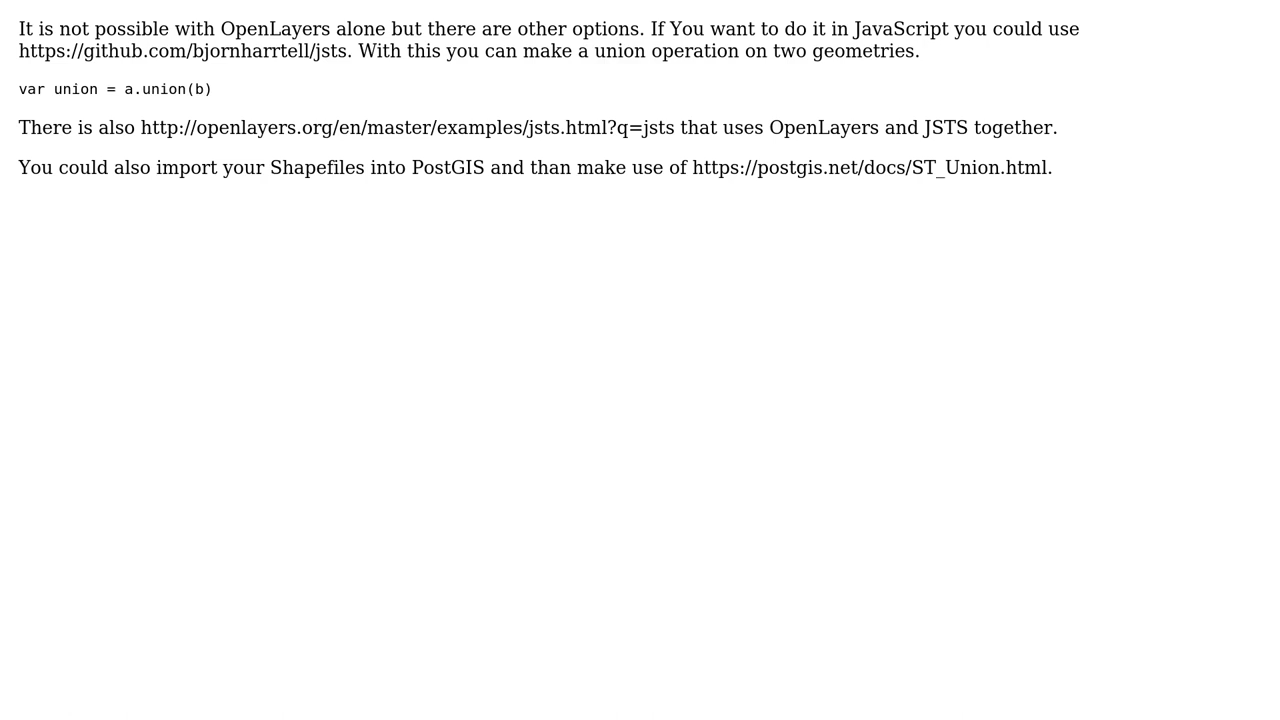 It is not possible with OpenLayers alone but there are other options. If You want to do it in JavaScript you could use
https://github.com/bjornharrtell/jsts. With this you can make a union operation on two geometries.
var union = a.union(b)
There is also http://openlayers.org/en/master/examples/jsts.html?q=jsts that uses OpenLayers and JSTS together.
You could also import your Shapefiles into PostGIS and than make use of https://postgis.net/docs/ST_Union.html.